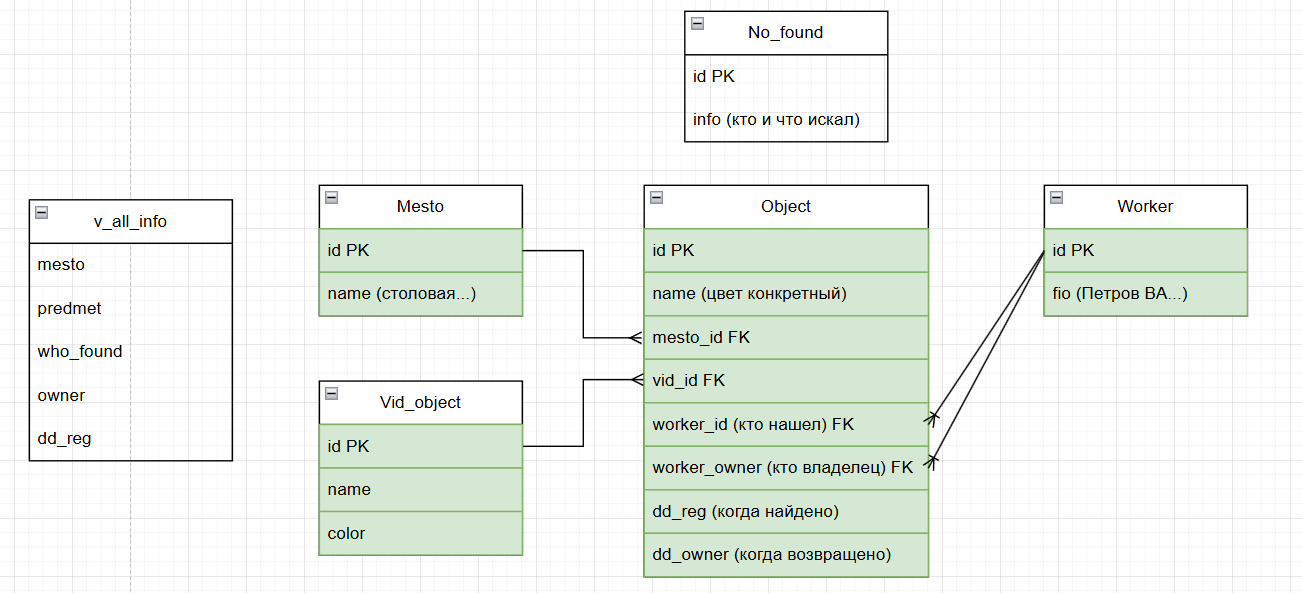 No_found
id PK
info (кто и что искал)
v_all_info
mesto
predmet
who_found
owner
dd_reg
Mesto
id PK
name (столовая...)
Vid_object
id PK
name
color
Object
id PK
name (цвет конкретный)
mesto_id FK
vid_id FK
worker_id (кто нашел) FK
worker_owner (кто владелец) FK
dd_reg (когда найдено)
dd_owner (когда возвращено)
Worker
id PK
fio (Петров ВА...)